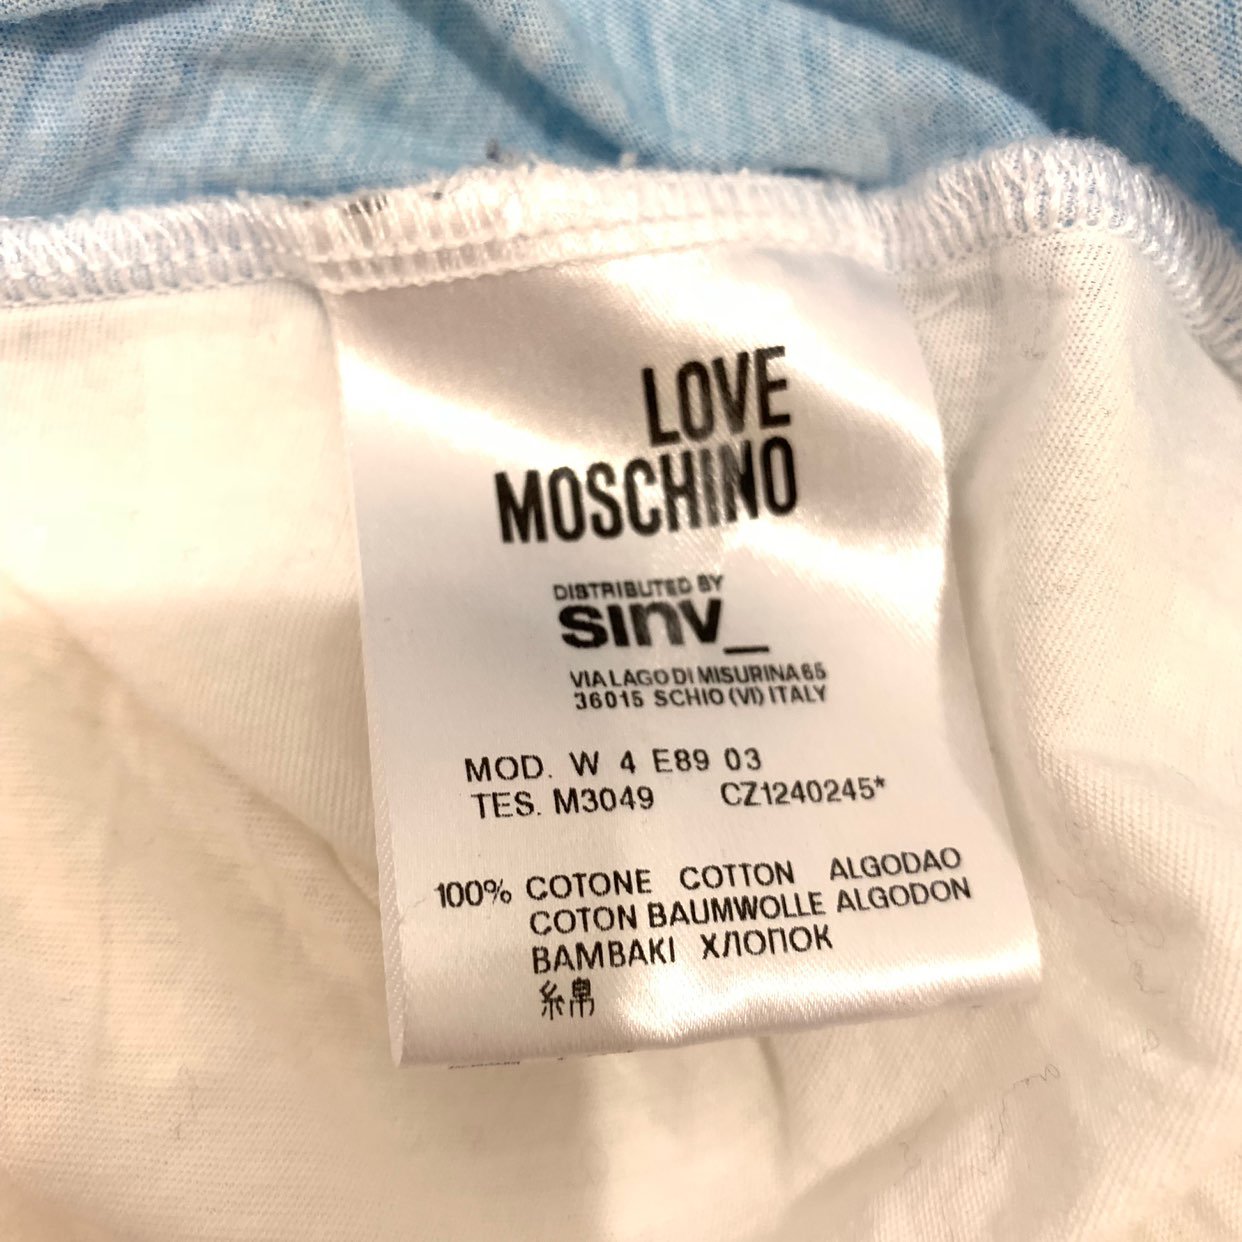 LOVE
MOSCHINO
DISTRIBUTED BY
sinv_
VIA LAGO DI MISURINA 65
36015 SCHIO (VI) ITALY
MOD. W 4 E89 03
TES. M3049 CZ1240245*
100% COTONE COTTON ALGODAO
COTON BAUMWOLLE ALGODON
BAMBAKI ХЛОПОК
糸帛